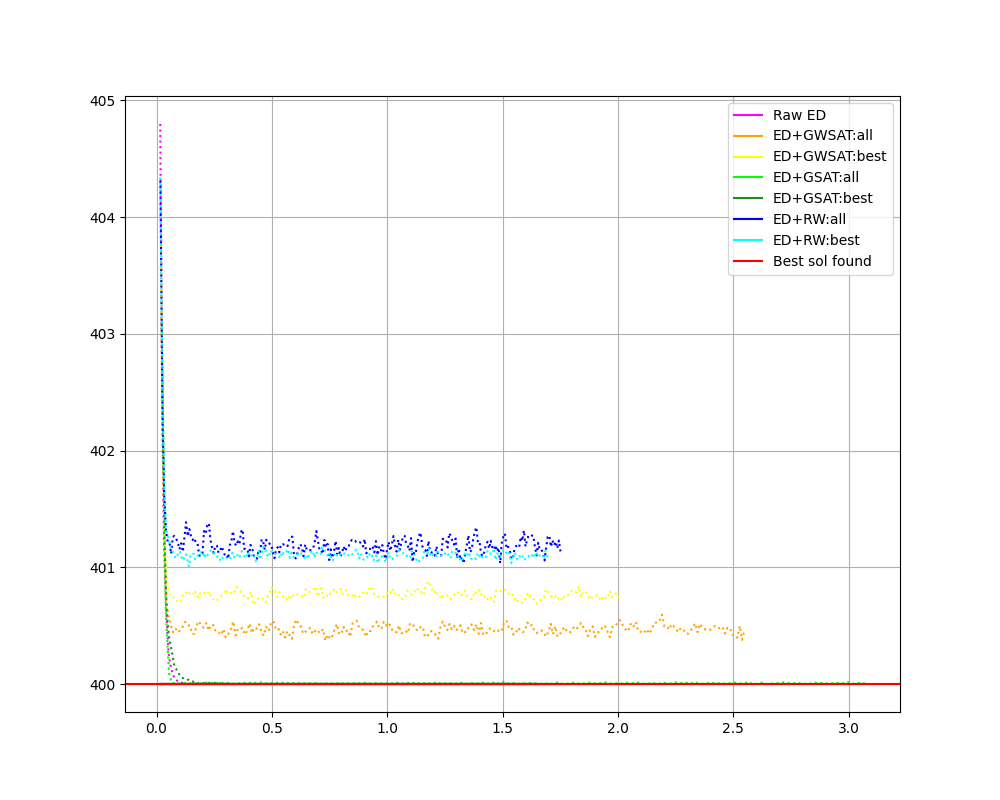 405
404
403
402
401
400
0.0 0.5 1.0 1.5 2.0 2.5 3.0
Raw ED
ED+GWSAT:all
ED+GWSAT:best
ED+GSAT:all
ED+GSAT:best
ED+RW:all
ED+RW:best
Best sol found